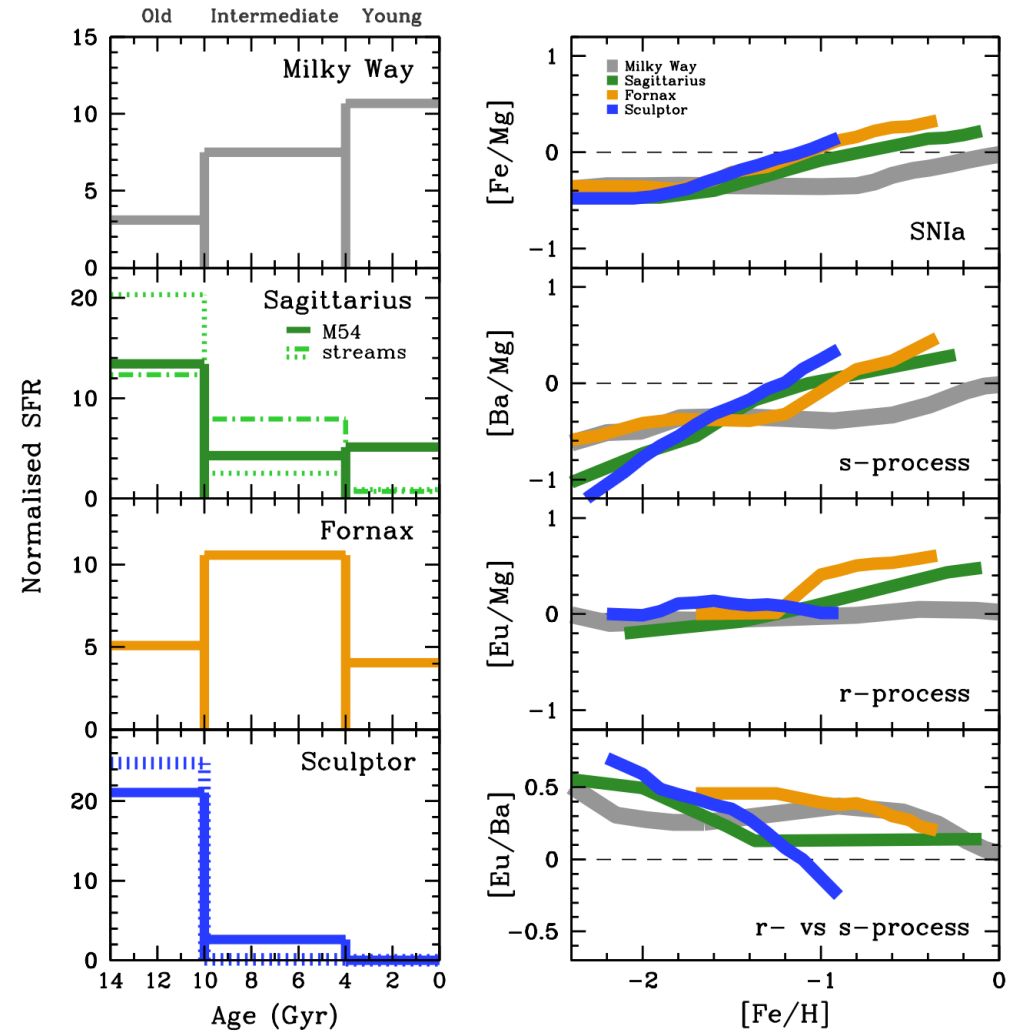 Old Intermediate Young
15
10
5
0
Milky Way
20
10
0
Sagittarius
M54
streams
10
5
0
Fornax
20
10
0
Sculptor
14 12 10 8 6 4 2 0
Age (Gyr)
Normalised SFR
1
0
−1
[Fe/Mg]
Milky Way
Sagittarius
Fornax
Sculptor
SNIa
1
0
−1
[Ba/Mg]
s-process
1
0
−1
[Eu/Mg]
r-process
0.5
0
−0.5
[Eu/Ba]
r- vs s-process
−2 −1 0
[Fe/H]